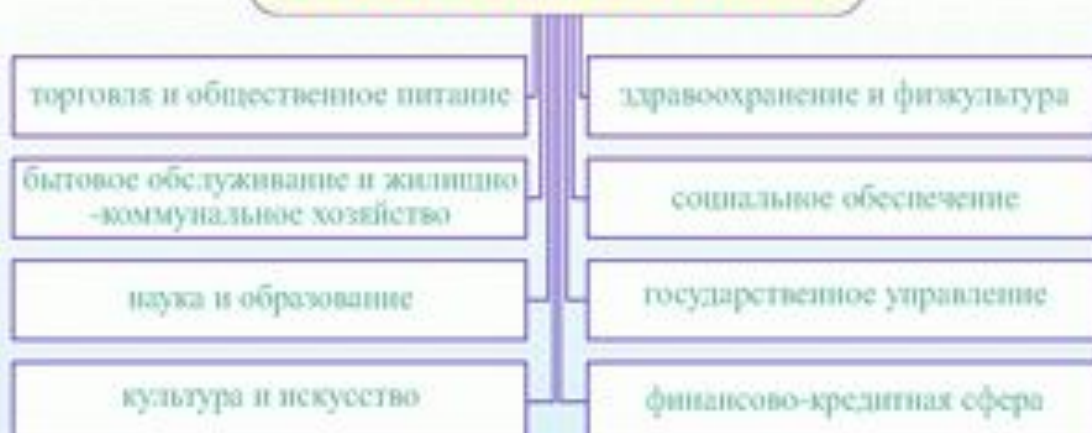 торговля и общественное питание
здравоохранение и физкультура
бытовое обслуживание и жилищно
-коммунальное хозяйство
социальное обеспечение
наука и образование
государственное управление
культура и искусство
финансово-кредитная сфера